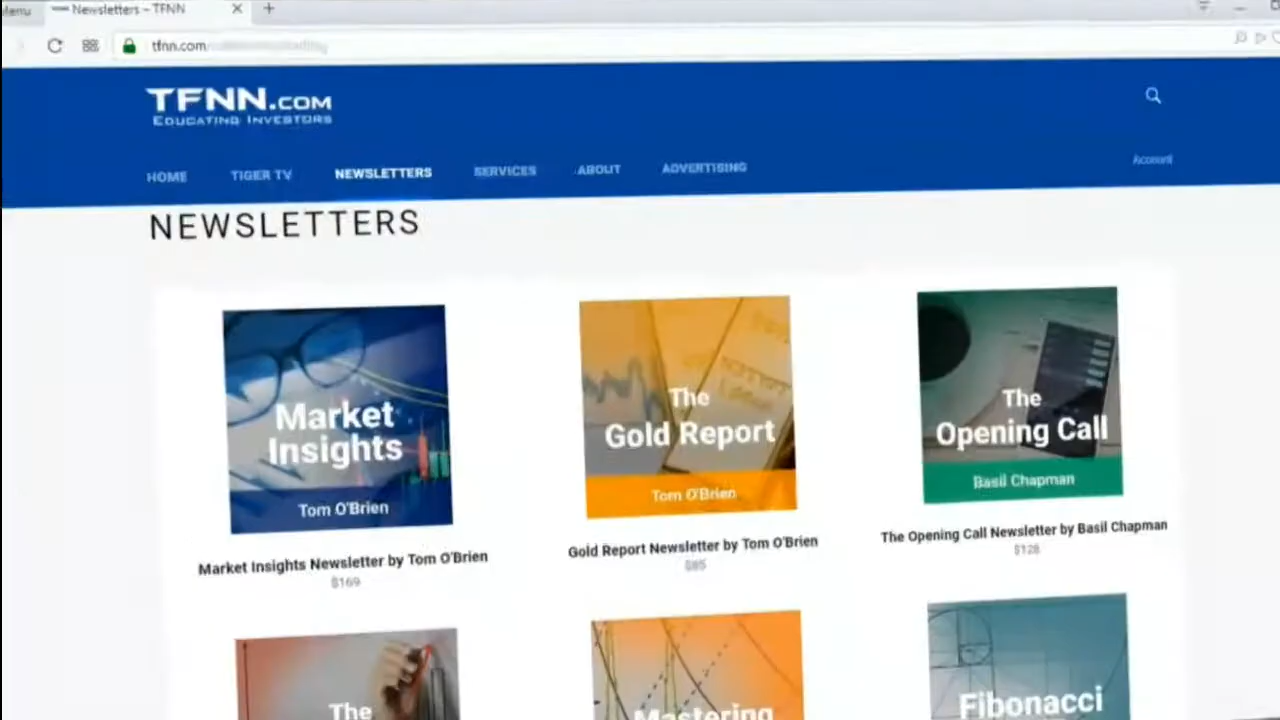 Newsletters – TFNN
tfnn.com
TFNN.COM
EDUCATING INVESTORS
HOME TIGER TV NEWSLETTERS SERVICES ABOUT ADVERTISING
Account
NEWSLETTERS
Market
Insights
Tom O'Brien
Market Insights Newsletter by Tom O'Brien
$169
The
Gold Report
Tom O'Brien
Gold Report Newsletter by Tom O'Brien
$85
The
Opening Call
Basil Chapman
The Opening Call Newsletter by Basil Chapman
$128
The
Mastering
Fibonacci